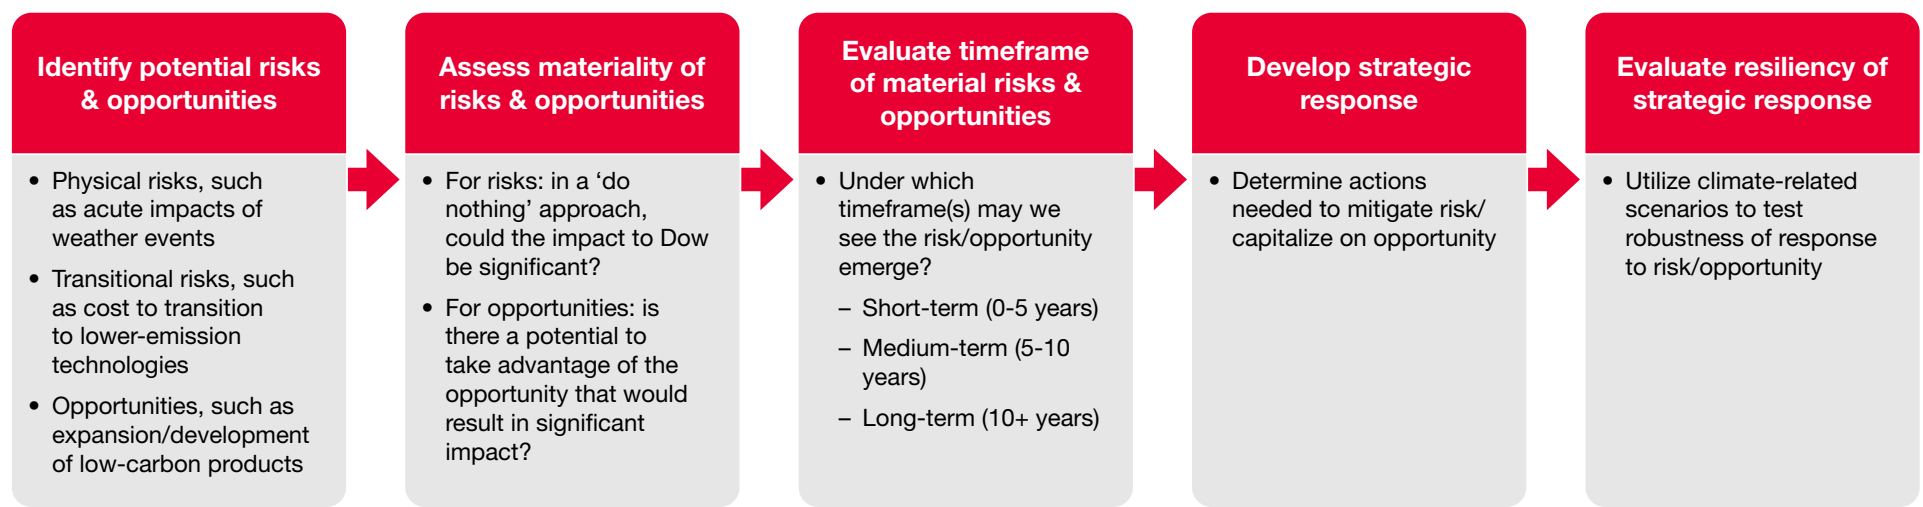 Identify potential risks
& opportunities
• Physical risks, such
as acute impacts of
weather events
• Transitional risks, such
as cost to transition
to lower-emission
technologies
• Opportunities, such as
expansion/development
of low-carbon products
Assess materiality of
risks & opportunities
• For risks: in a ‘do
nothing’ approach,
could the impact to Dow
be significant?
• For opportunities: is
there a potential to
take advantage of the
opportunity that would
result in significant
impact?
Evaluate timeframe
of material risks &
opportunities
• Under which
timeframe(s) may we
see the risk/opportunity
emerge?
– Short-term (0-5 years)
– Medium-term (5-10
years)
– Long-term (10+ years)
Develop strategic
response
• Determine actions
needed to mitigate risk/
capitalize on opportunity
Evaluate resiliency of
strategic response
• Utilize climate-related
scenarios to test
robustness of response
to risk/opportunity